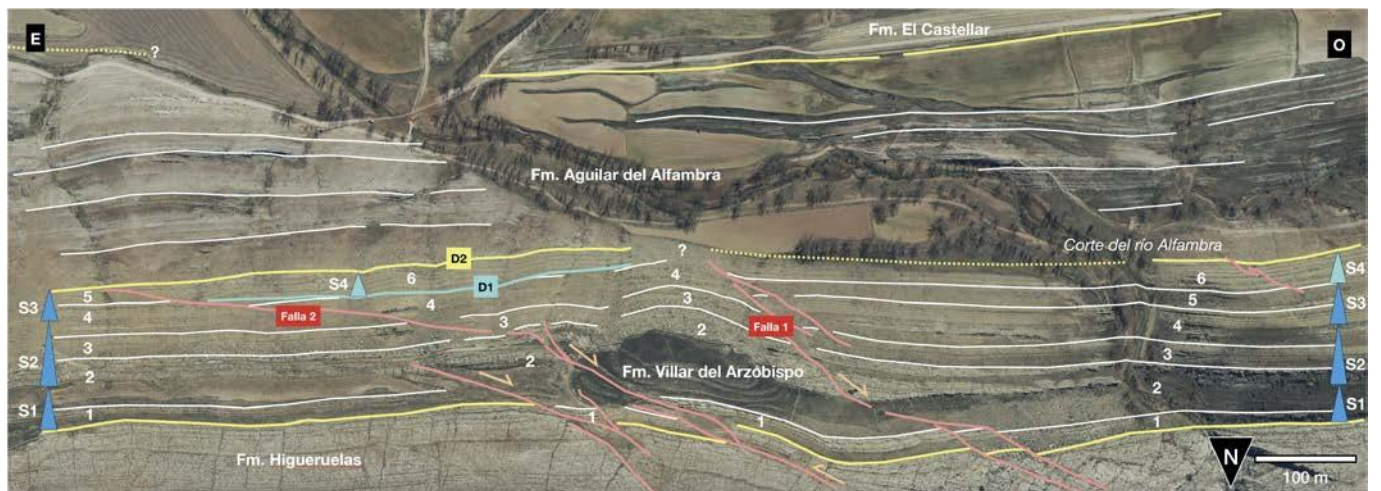 E
?
Fm. El Castellar
O
Fm. Aguilar del Alfambra
Corte del río Alfambra
?
D2
6
S4
D1
6
S4
4
5
5
S3
S3
4
Falla 2
4
3
3
Falla 1
4
2
3
3
S2
S2
2
2
Fm. Villar del Arzobispo
2
S1
S1
1
1
1
1
Fm. Higueruelas
N
100 m